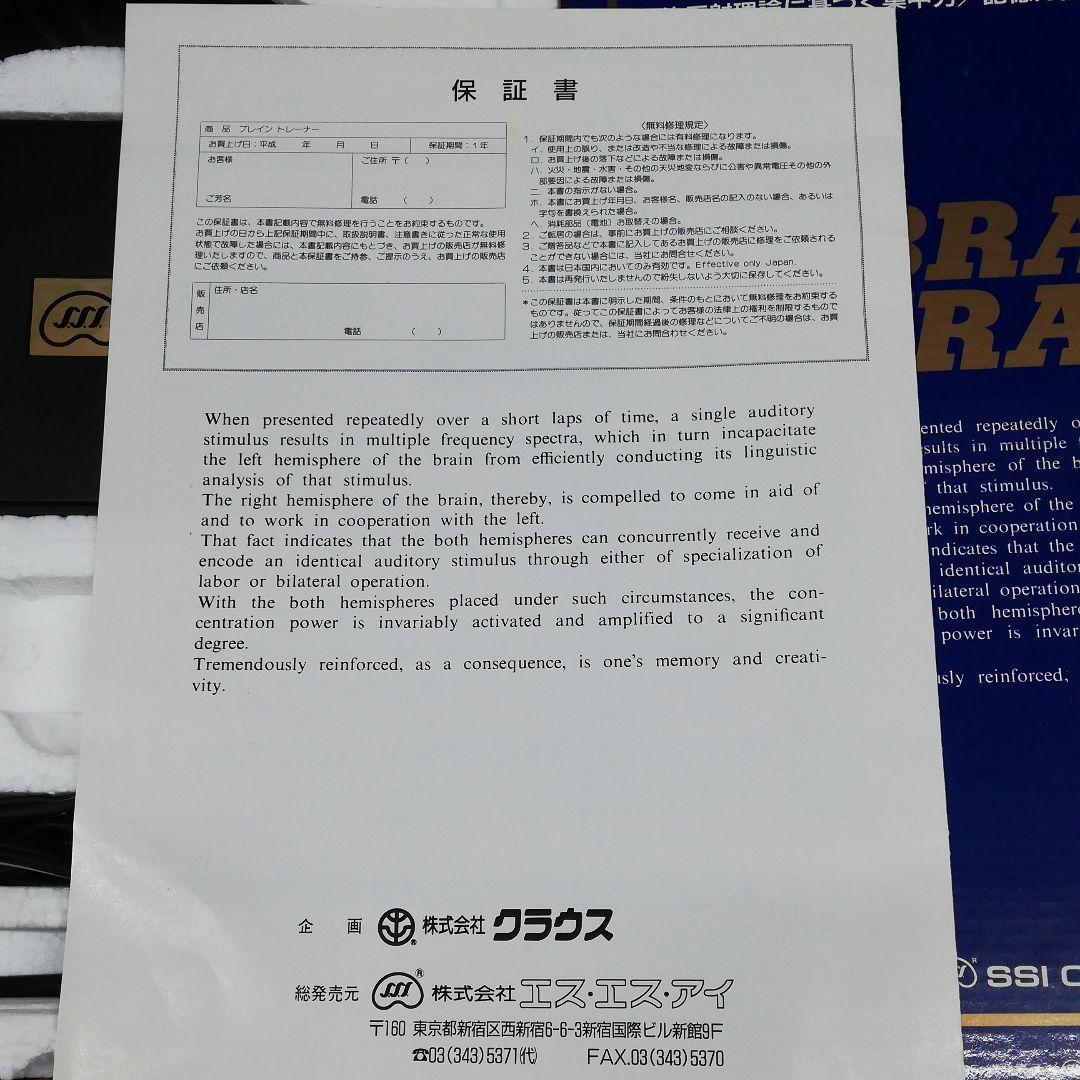 保証書
商品 ブレイントレーナー
お買上げ日：平成　年　月　日　保証期間：1年
お客様
ご芳名
ご住所 〒(　)
電話　(　)
この保証書は、本書記載内容で無料修理を行うことをお約束するものです。
お買上げの日から上記保証期間中に、取扱説明書、注意書きに従った正常な使用
状態で故障した場合には、本書記載内容にもとづき、お買上げの販売店が無料修
理いたしますので、商品と本保証書をご持参、ご提示のうえ、お買上げの販売店
にご依頼ください。
販売店
住所・店名
電話　(　)
〈無料修理規定〉
1．保証期間内でも次のような場合には有料修理になります。
イ．使用上の誤り、または改造や不当な修理による故障または損傷。
ロ．お買上げ後の落下などによる故障または損傷。
ハ．火災・地震・水害・その他の天災地変ならびに公害や異常電圧その他の外
部要因による故障または損傷。
ニ．本書の指示がない場合。
ホ．本書にお買上げ年月日、お客様名、販売店名の記入のない場合、あるいは
字句を書換えられた場合。
ヘ．消耗部品（電池）お取替えの場合。
2．ご転居の場合は、事前にお買上げの販売店にご相談ください。
3．ご贈答品などで本書に記入してあるお買上げの販売店に修理をご依頼される
ことができない場合には、当社にお問合せください。
4．本書は日本国内においてのみ有効です。Effective only Japan.
5．本書は再発行いたしませんので紛失しないよう大切に保存してください。
＊この保証書は本書に明示した期間、条件のもとにおいて無料修理をお約束する
ものです。従ってこの保証書によってお客様の法律上の権利を制限するもので
はありませんので、保証期間経過後の修理などについてご不明の場合は、お買
上げの販売店または、当社にお問合わせください。
When presented repeatedly over a short laps of time, a single auditory
stimulus results in multiple frequency spectra, which in turn incapacitate
the left hemisphere of the brain from efficiently conducting its linguistic
analysis of that stimulus.
The right hemisphere of the brain, thereby, is compelled to come in aid of
and to work in cooperation with the left.
That fact indicates that the both hemispheres can concurrently receive and
encode an identical auditory stimulus through either of specialization of
labor or bilateral operation.
With the both hemispheres placed under such circumstances, the con-
centration power is invariably activated and amplified to a significant
degree.
Tremendously reinforced, as a consequence, is one's memory and creati-
vity.
企画 ® 株式会社 クラウス
総発売元 SSI ® 株式会社 エス・エス・アイ
〒160 東京都新宿区西新宿6-6-3新宿国際ビル新館9F
☎03(343)5371(代)　FAX.03(343)5370
SSI
BRA
RA
ented repeatedly
sults in multiple
misphere of the
that stimulus.
hemisphere of the
rk in cooperation
indicates that the
identical auditor
ilateral operation
both hemisphere
power is invar
sly reinforced,
® SSI